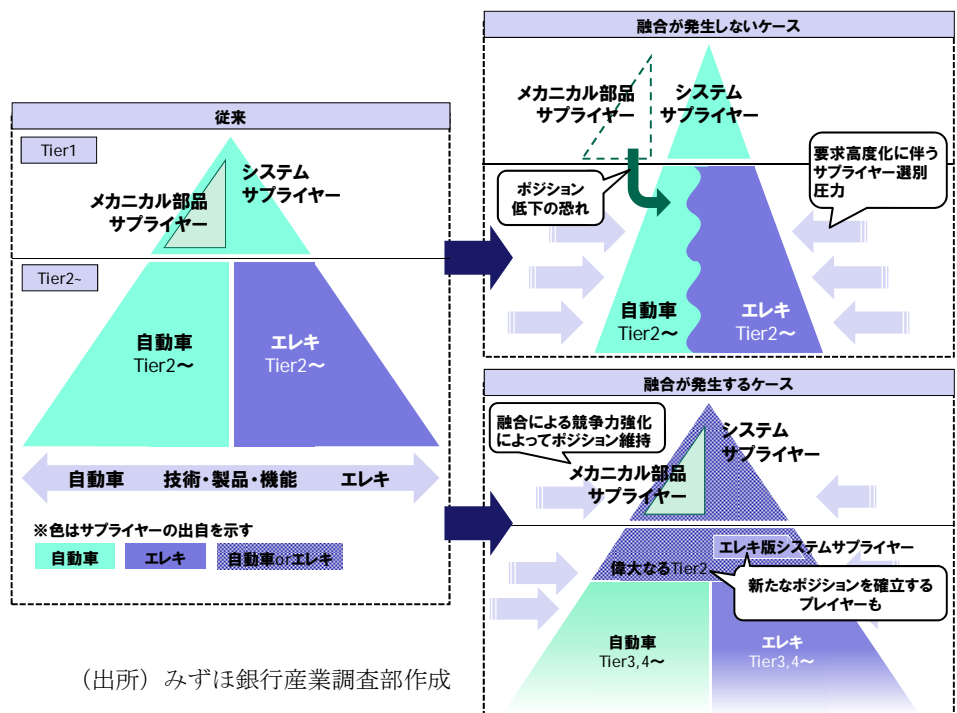 従来
Tier1
システム
サプライヤー
メカニカル部品
サプライヤー
Tier2~
自動車
Tier2～
エレキ
Tier2～
自動車
技術・製品・機能
エレキ
※色はサプライヤーの出自を示す
自動車
エレキ
自動車orエレキ
（出所）みずほ銀行産業調査部作成
融合が発生しないケース
メカニカル部品
サプライヤー
システム
サプライヤー
ポジション
低下の恐れ
要求高度化に伴う
サプライヤー選別
圧力
自動車
Tier2～
エレキ
Tier2～
融合が発生するケース
融合による競争力強化
によってポジション維持
システム
サプライヤー
メカニカル部品
サプライヤー
エレキ版システムサプライヤー
偉大なるTier2
新たなポジションを確立する
プレイヤーも
自動車
Tier3,4～
エレキ
Tier3,4～